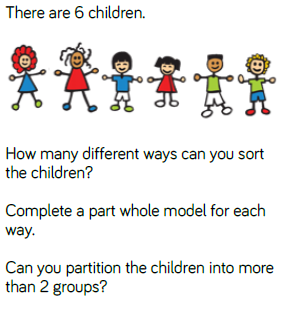 There are 6 children.
How many different ways can you sort
the children?
Complete a part whole model for each
way.
Can you partition the children into more
than 2 groups?